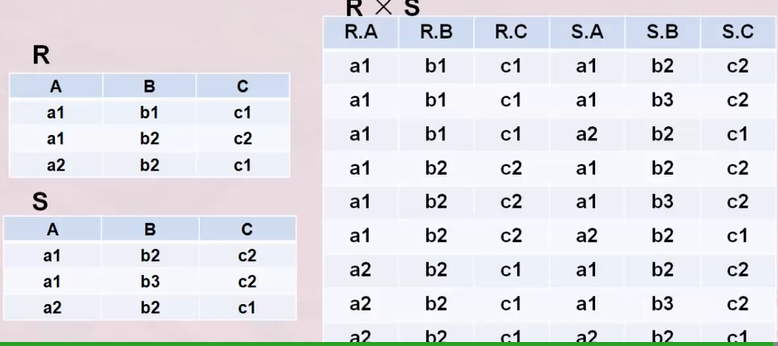 R
A B C
a1 b1 c1
a1 b2 c2
a2 b2 c1
S
A B C
a1 b2 c2
a1 b3 c2
a2 b2 c1
R × S
R.A R.B R.C S.A S.B S.C
a1 b1 c1 a1 b2 c2
a1 b1 c1 a1 b3 c2
a1 b1 c1 a2 b2 c1
a1 b2 c2 a1 b2 c2
a1 b2 c2 a1 b3 c2
a1 b2 c2 a2 b2 c1
a2 b2 c1 a1 b2 c2
a2 b2 c1 a1 b3 c2
a2 b2 c1 a2 b2 c1